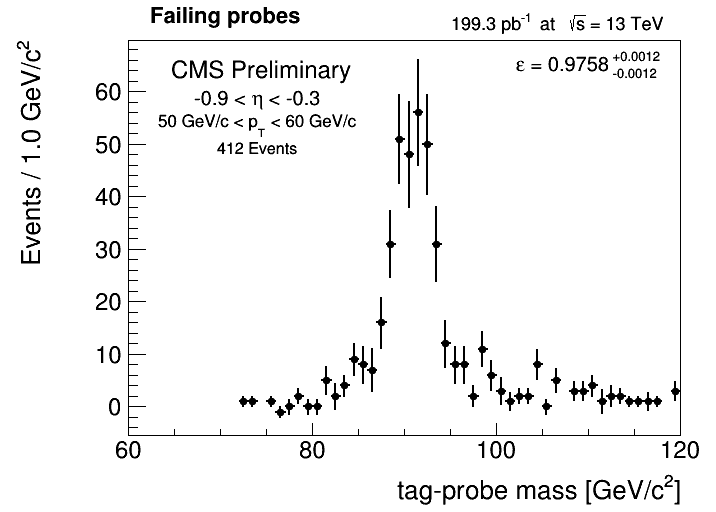 Failing probes
199.3 pb⁻¹ at √s = 13 TeV
CMS Preliminary
-0.9 < η < -0.3
50 GeV/c < p_T < 60 GeV/c
412 Events
ε = 0.9758 +0.0012 -0.0012
Events / 1.0 GeV/c²
60
50
40
30
20
10
0
60 80 100 120
tag-probe mass [GeV/c²]